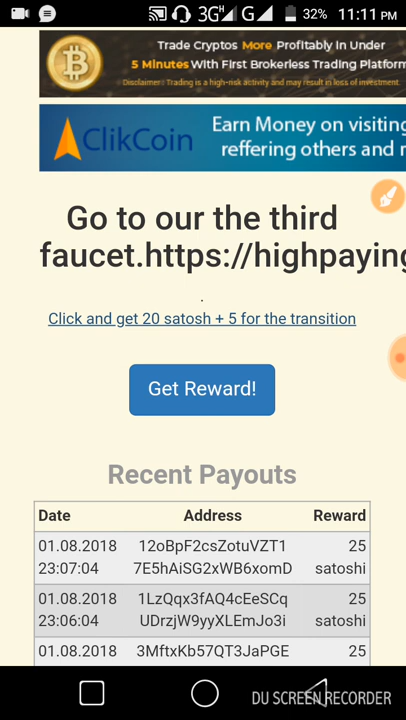 3G H G 32% 11:11 PM
Trade Cryptos More Profitably In Under
5 Minutes With First Brokerless Trading Platform
Disclaimer : Trading is a high-risk activity and may result in loss of investment.
ClikCoin
Earn Money on visiting
reffering others and
Go to our the third
faucet.https://highpaying
.
Click and get 20 satosh + 5 for the transition
Get Reward!
Recent Payouts
Date Address Reward
01.08.2018 12oBpF2csZotuVZT1 25
23:07:04 7E5hAiSG2xWB6xomD satoshi
01.08.2018 1LzQqx3fAQ4cEeSCq 25
23:06:04 UDrzjW9yyXLEmJo3i satoshi
01.08.2018 3MftxKb57QT3JaPGE 25
DU SCREEN RECORDER